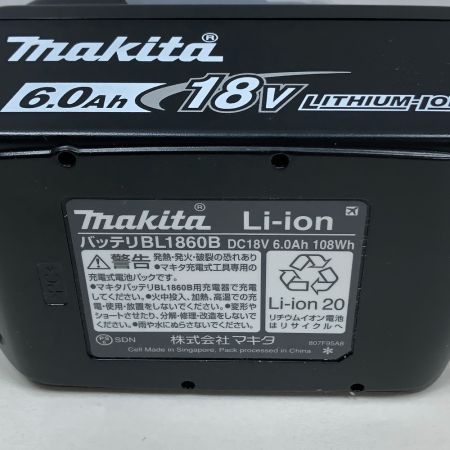 makita®
6.0Ah 18V LITHIUM-ION
makita® Li-ion
バッテリBL1860B DC18V 6.0Ah 108Wh
警告 発熱・発火・破裂の恐れあり
●マキタ充電式工具専用の
充電式電池パックです。
●マキタバッテリBL1860B用充電器で充電
してください。●火中投入、加熱、高温での充
電・使用・放置をしないでください。●変形や
ショートさせたり、分解・修理・改造をしないで
ください。●雨や水にぬらさないでください。
Li-ion 20
リチウムイオン電池
はリサイクルへ
PSE SDN 株式会社マキタ
Cell Made in Singapore, Pack processed in China
807F95A8 *